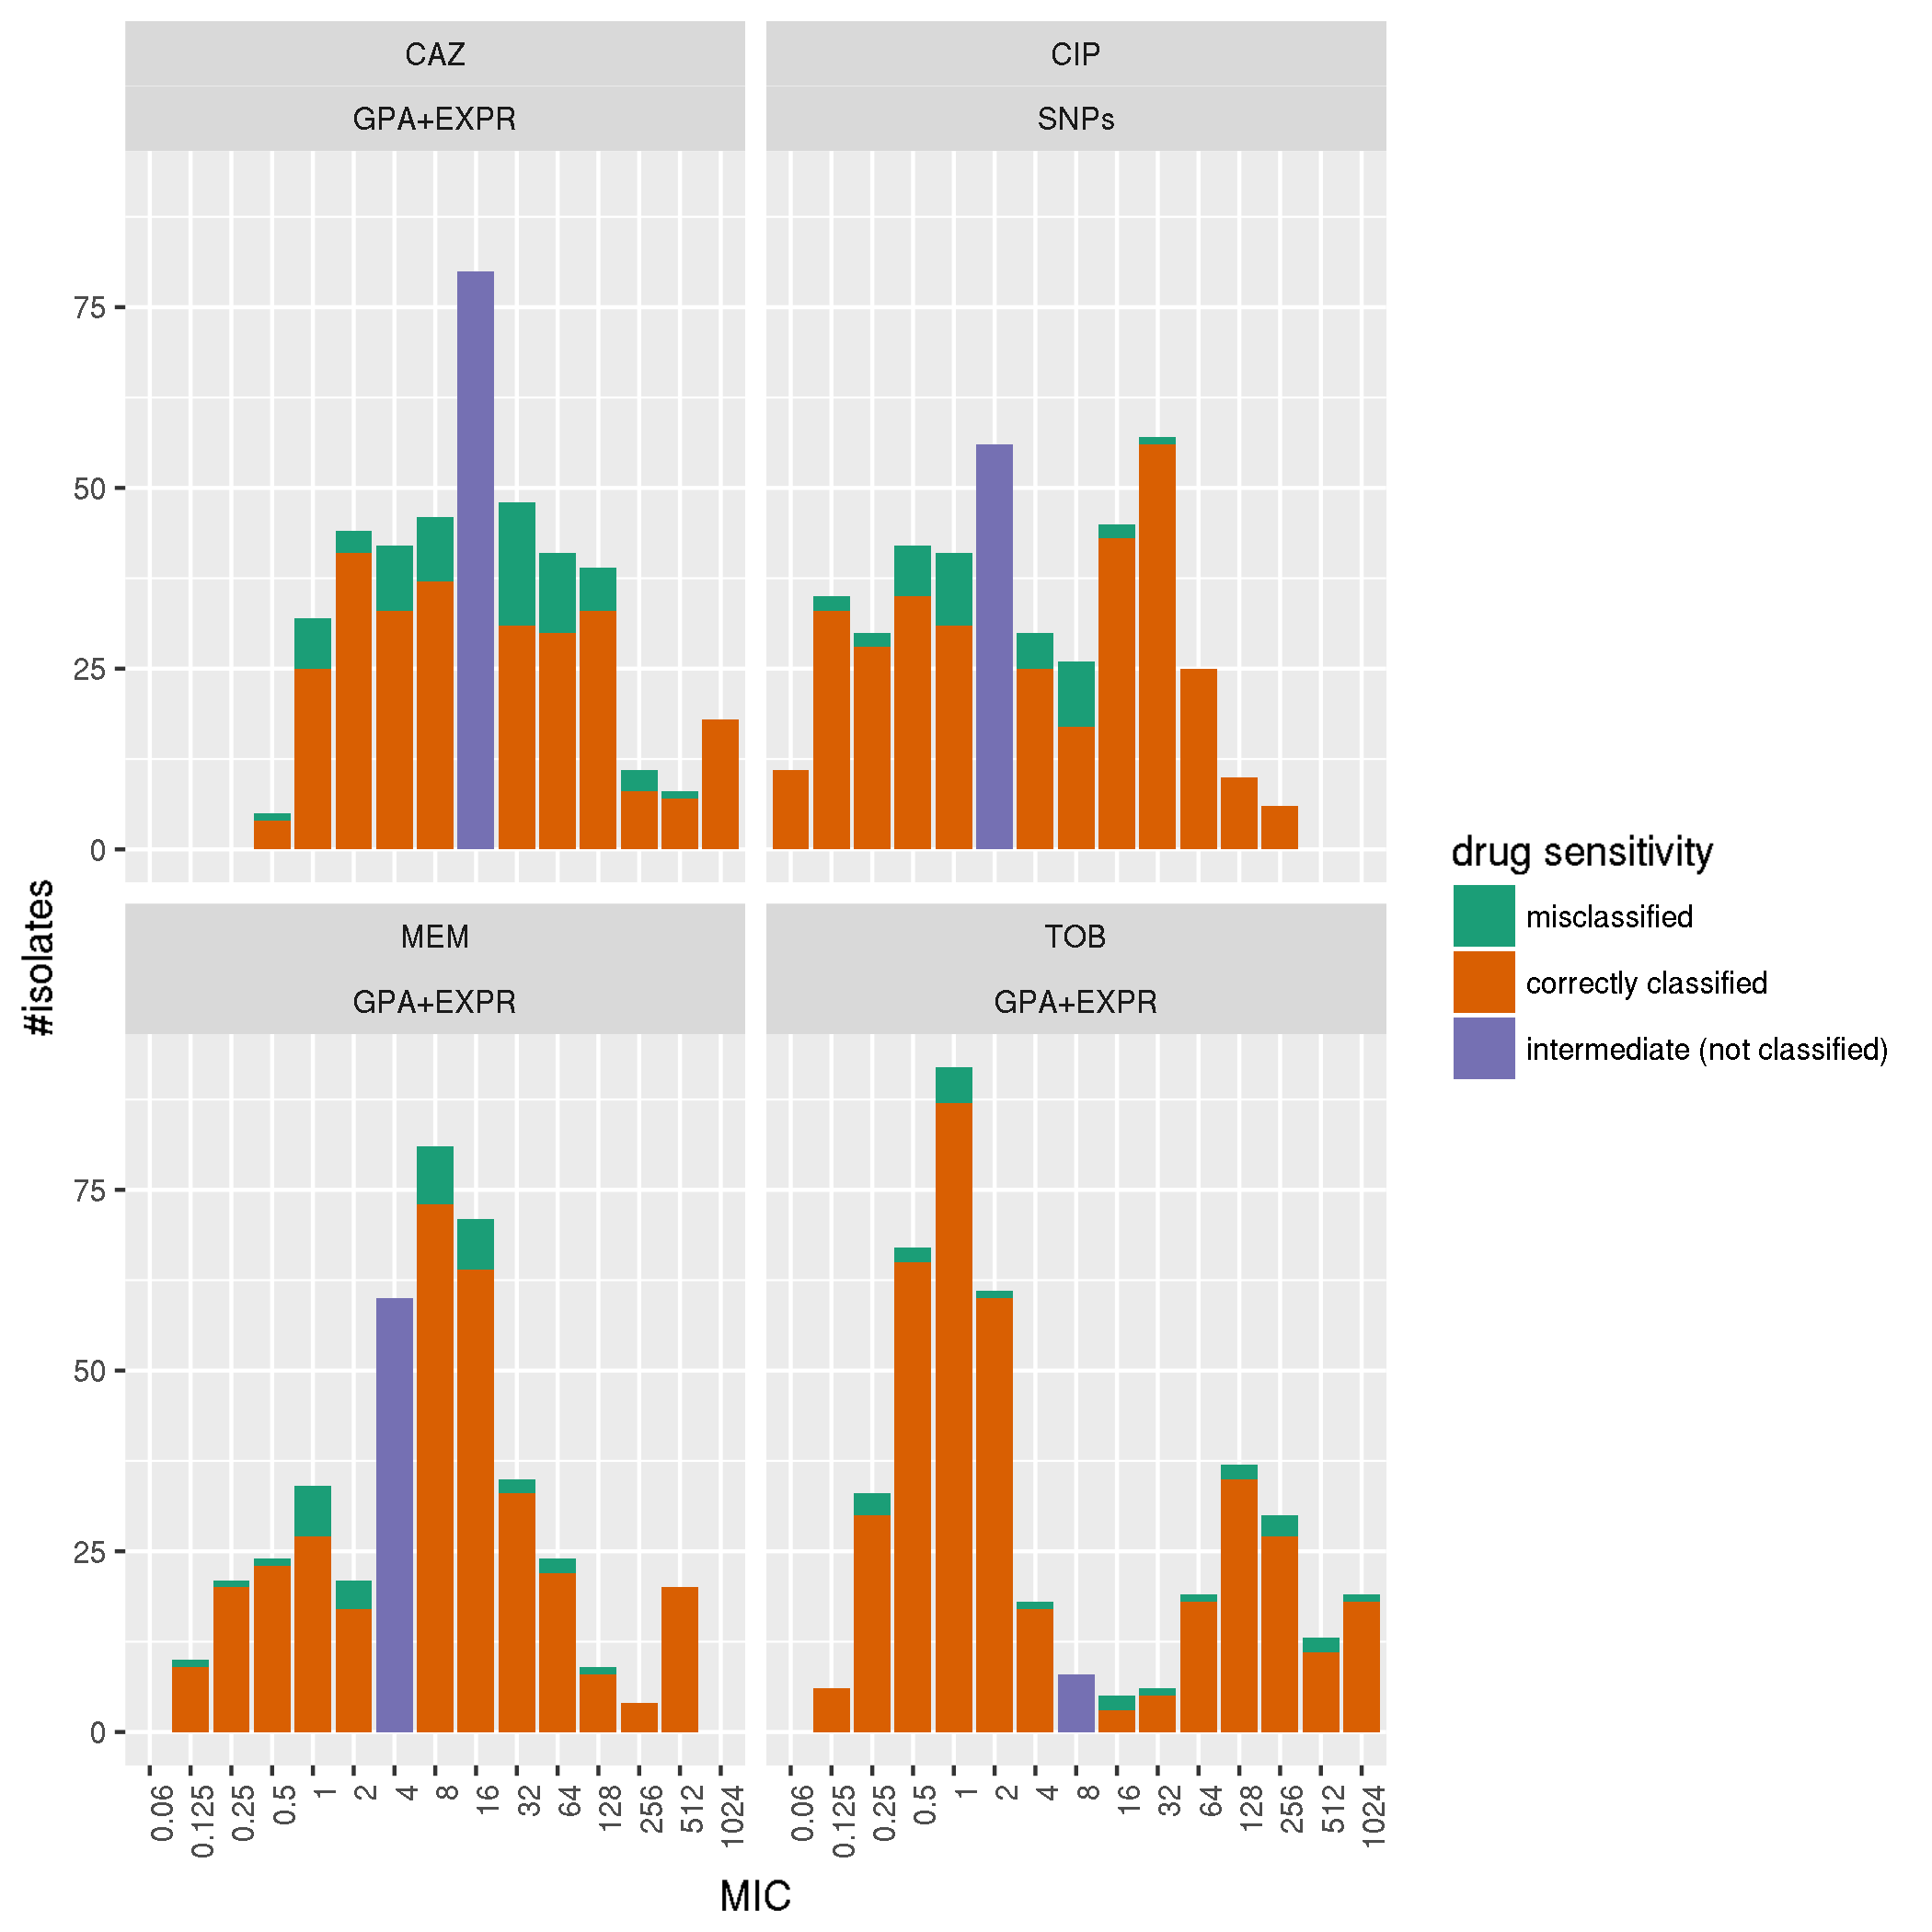 CAZ
GPA+EXPR
CIP
SNPs
75
50
25
0
MEM
GPA+EXPR
TOB
GPA+EXPR
75
50
25
0
0.06 0.125 0.25 0.5 1 2 4 8 16 32 64 128 256 512 1024
0.06 0.125 0.25 0.5 1 2 4 8 16 32 64 128 256 512 1024
MIC
#isolates
drug sensitivity
misclassified
correctly classified
intermediate (not classified)